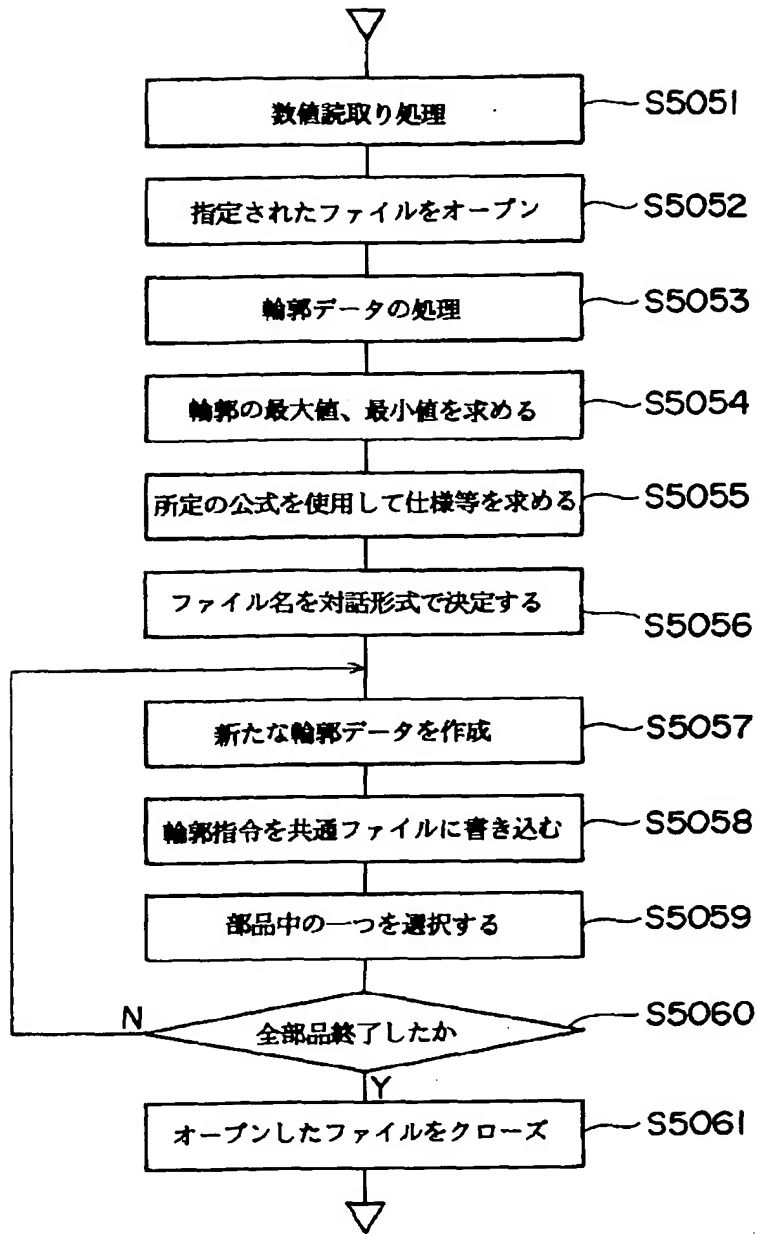 数値読取り処理 S5051
指定されたファイルをオープン S5052
輪郭データの処理 S5053
輪郭の最大値、最小値を求める S5054
所定の公式を使用して仕様等を求める S5055
ファイル名を対話形式で決定する S5056
新たな輪郭データを作成 S5057
輪郭指令を共通ファイルに書き込む S5058
部品中の一つを選択する S5059
N 全部品終了したか S5060
Y
オープンしたファイルをクローズ S5061